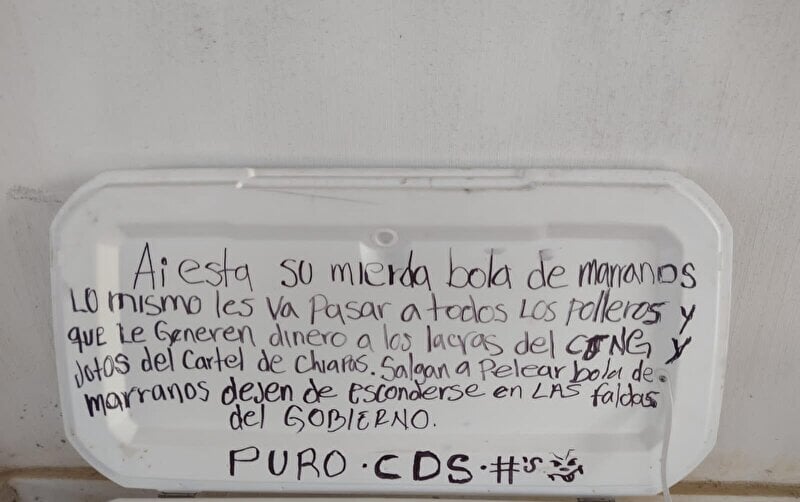 Ai esta su mierda bola de marranos
LO mismo les va Pasar a todos LOS Polleros y
que Le Generen dinero a los lacras del CJNG y
Jotos del Cartel de Chiapas. Salgan a Pelear bola de.
marranos dejen de esconderse en LAS faldas
del GOBIERNO.
PURO·CDS·#'s